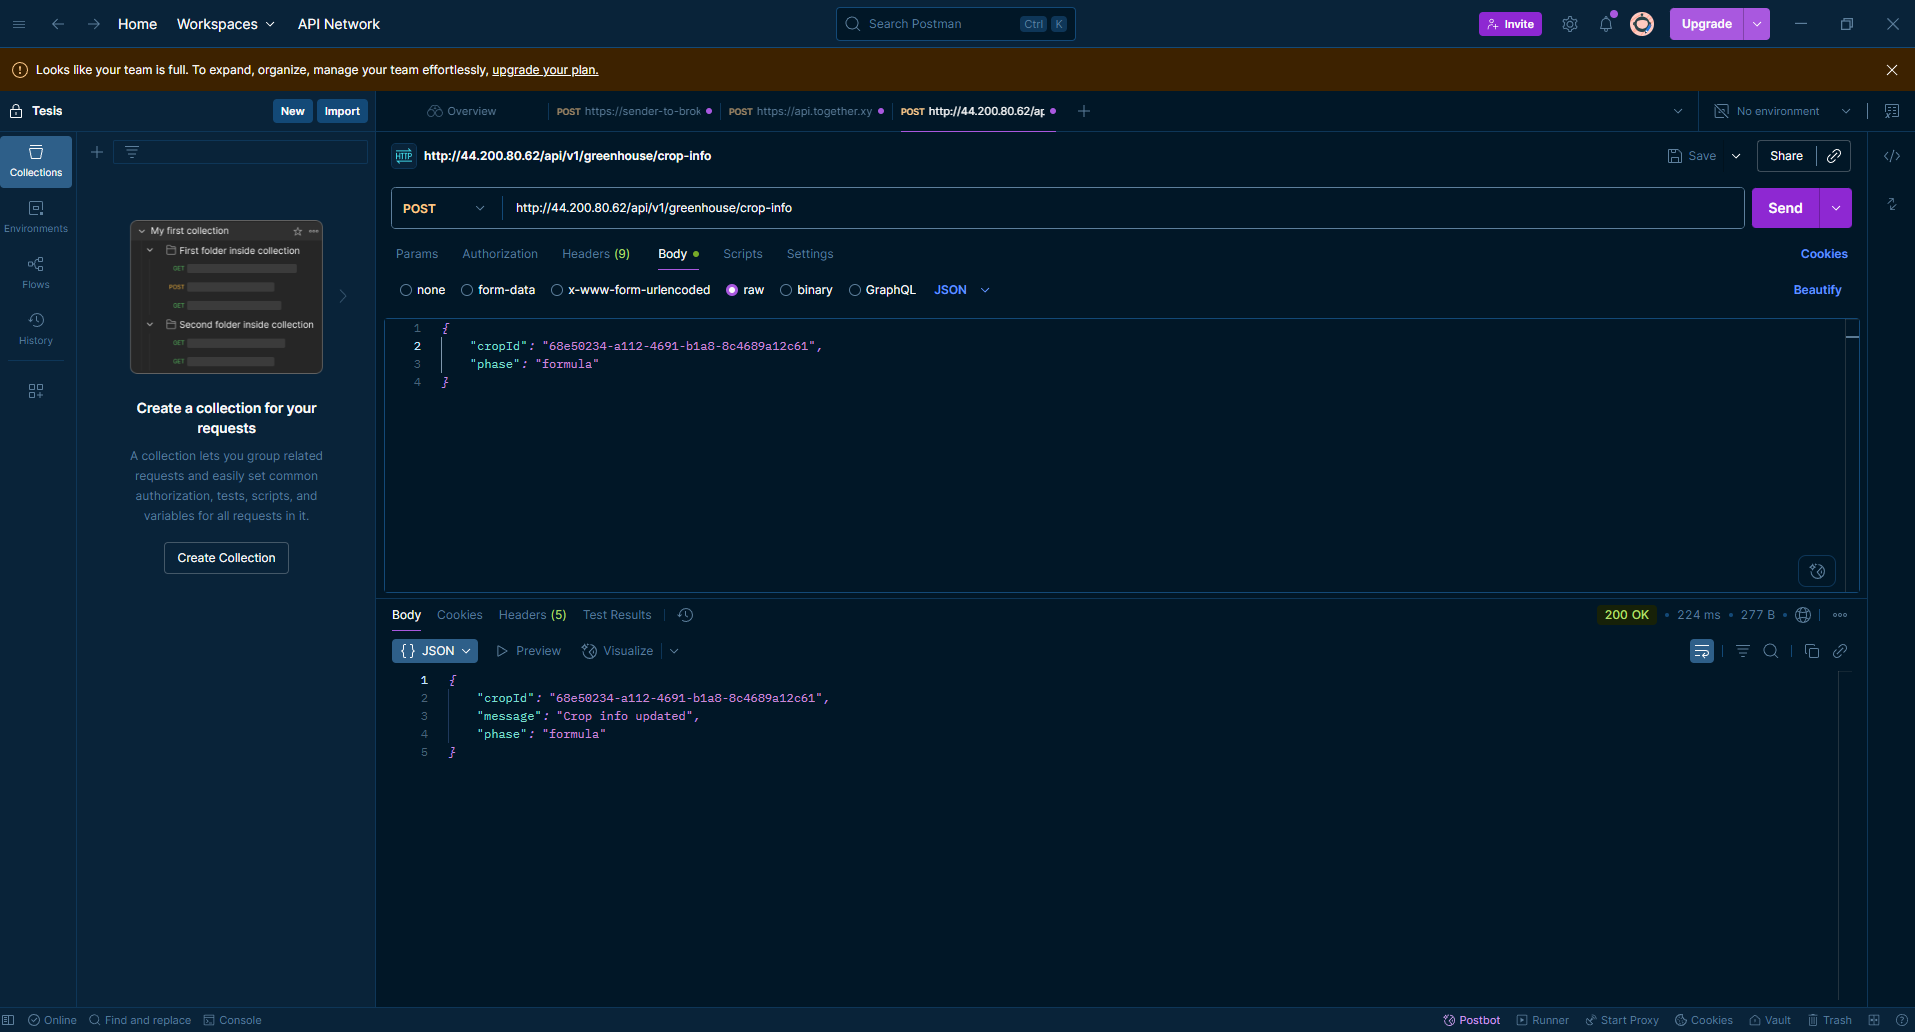 Home Workspaces API Network Search Postman Ctrl K Invite Upgrade
Looks like your team is full. To expand, organize, manage your team effortlessly, upgrade your plan.
Tesis New Import
Overview POST https://sender-to-brok POST https://api.together.xy POST http://44.200.80.62/ap No environment
Collections
Environments
Flows
History
My first collection
First folder inside collection
GET
POST
GET
Second folder inside collection
GET
GET
Create a collection for your
requests
A collection lets you group related
requests and easily set common
authorization, tests, scripts, and
variables for all requests in it.
Create Collection
HTTP http://44.200.80.62/api/v1/greenhouse/crop-info Save Share
POST http://44.200.80.62/api/v1/greenhouse/crop-info Send
Params Authorization Headers (9) Body Scripts Settings Cookies
none form-data x-www-form-urlencoded raw binary GraphQL JSON Beautify
1 {
2 "cropId": "68e50234-a112-4691-b1a8-8c4689a12c61",
3 "phase": "formula"
4 }
Body Cookies Headers (5) Test Results 200 OK • 224 ms • 277 B •
{} JSON Preview Visualize
1 {
2 "cropId": "68e50234-a112-4691-b1a8-8c4689a12c61",
3 "message": "Crop info updated",
4 "phase": "formula"
5 }
Online Find and replace Console Postbot Runner Start Proxy Cookies Vault Trash